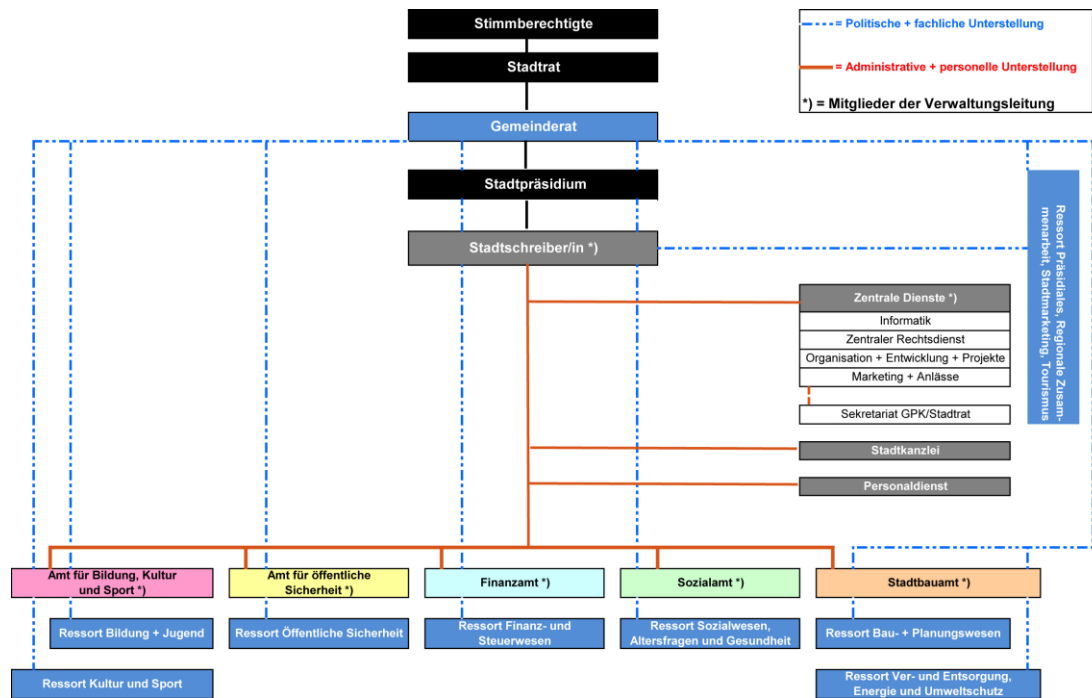 Stimmberechtigte
Stadtrat
Gemeinderat
Stadtpräsidium
Stadtschreiber/in *)
= Politische + fachliche Unterstellung
= Administrative + personelle Unterstellung
*) = Mitglieder der Verwaltungsleitung
Ressort Präsidiales, Regionale Zusam-
menarbeit, Stadtmarketing, Tourismus
Zentrale Dienste *)
Informatik
Zentraler Rechtsdienst
Organisation + Entwicklung + Projekte
Marketing + Anlässe
Sekretariat GPK/Stadtrat
Stadtkanzlei
Personaldienst
Amt für Bildung, Kultur
und Sport *)
Amt für öffentliche
Sicherheit *)
Finanzamt *)
Sozialamt *)
Stadtbauamt *)
Ressort Bildung + Jugend
Ressort Öffentliche Sicherheit
Ressort Finanz- und
Steuerwesen
Ressort Sozialwesen,
Altersfragen und Gesundheit
Ressort Bau- + Planungswesen
Ressort Kultur und Sport
Ressort Ver- und Entsorgung,
Energie und Umweltschutz